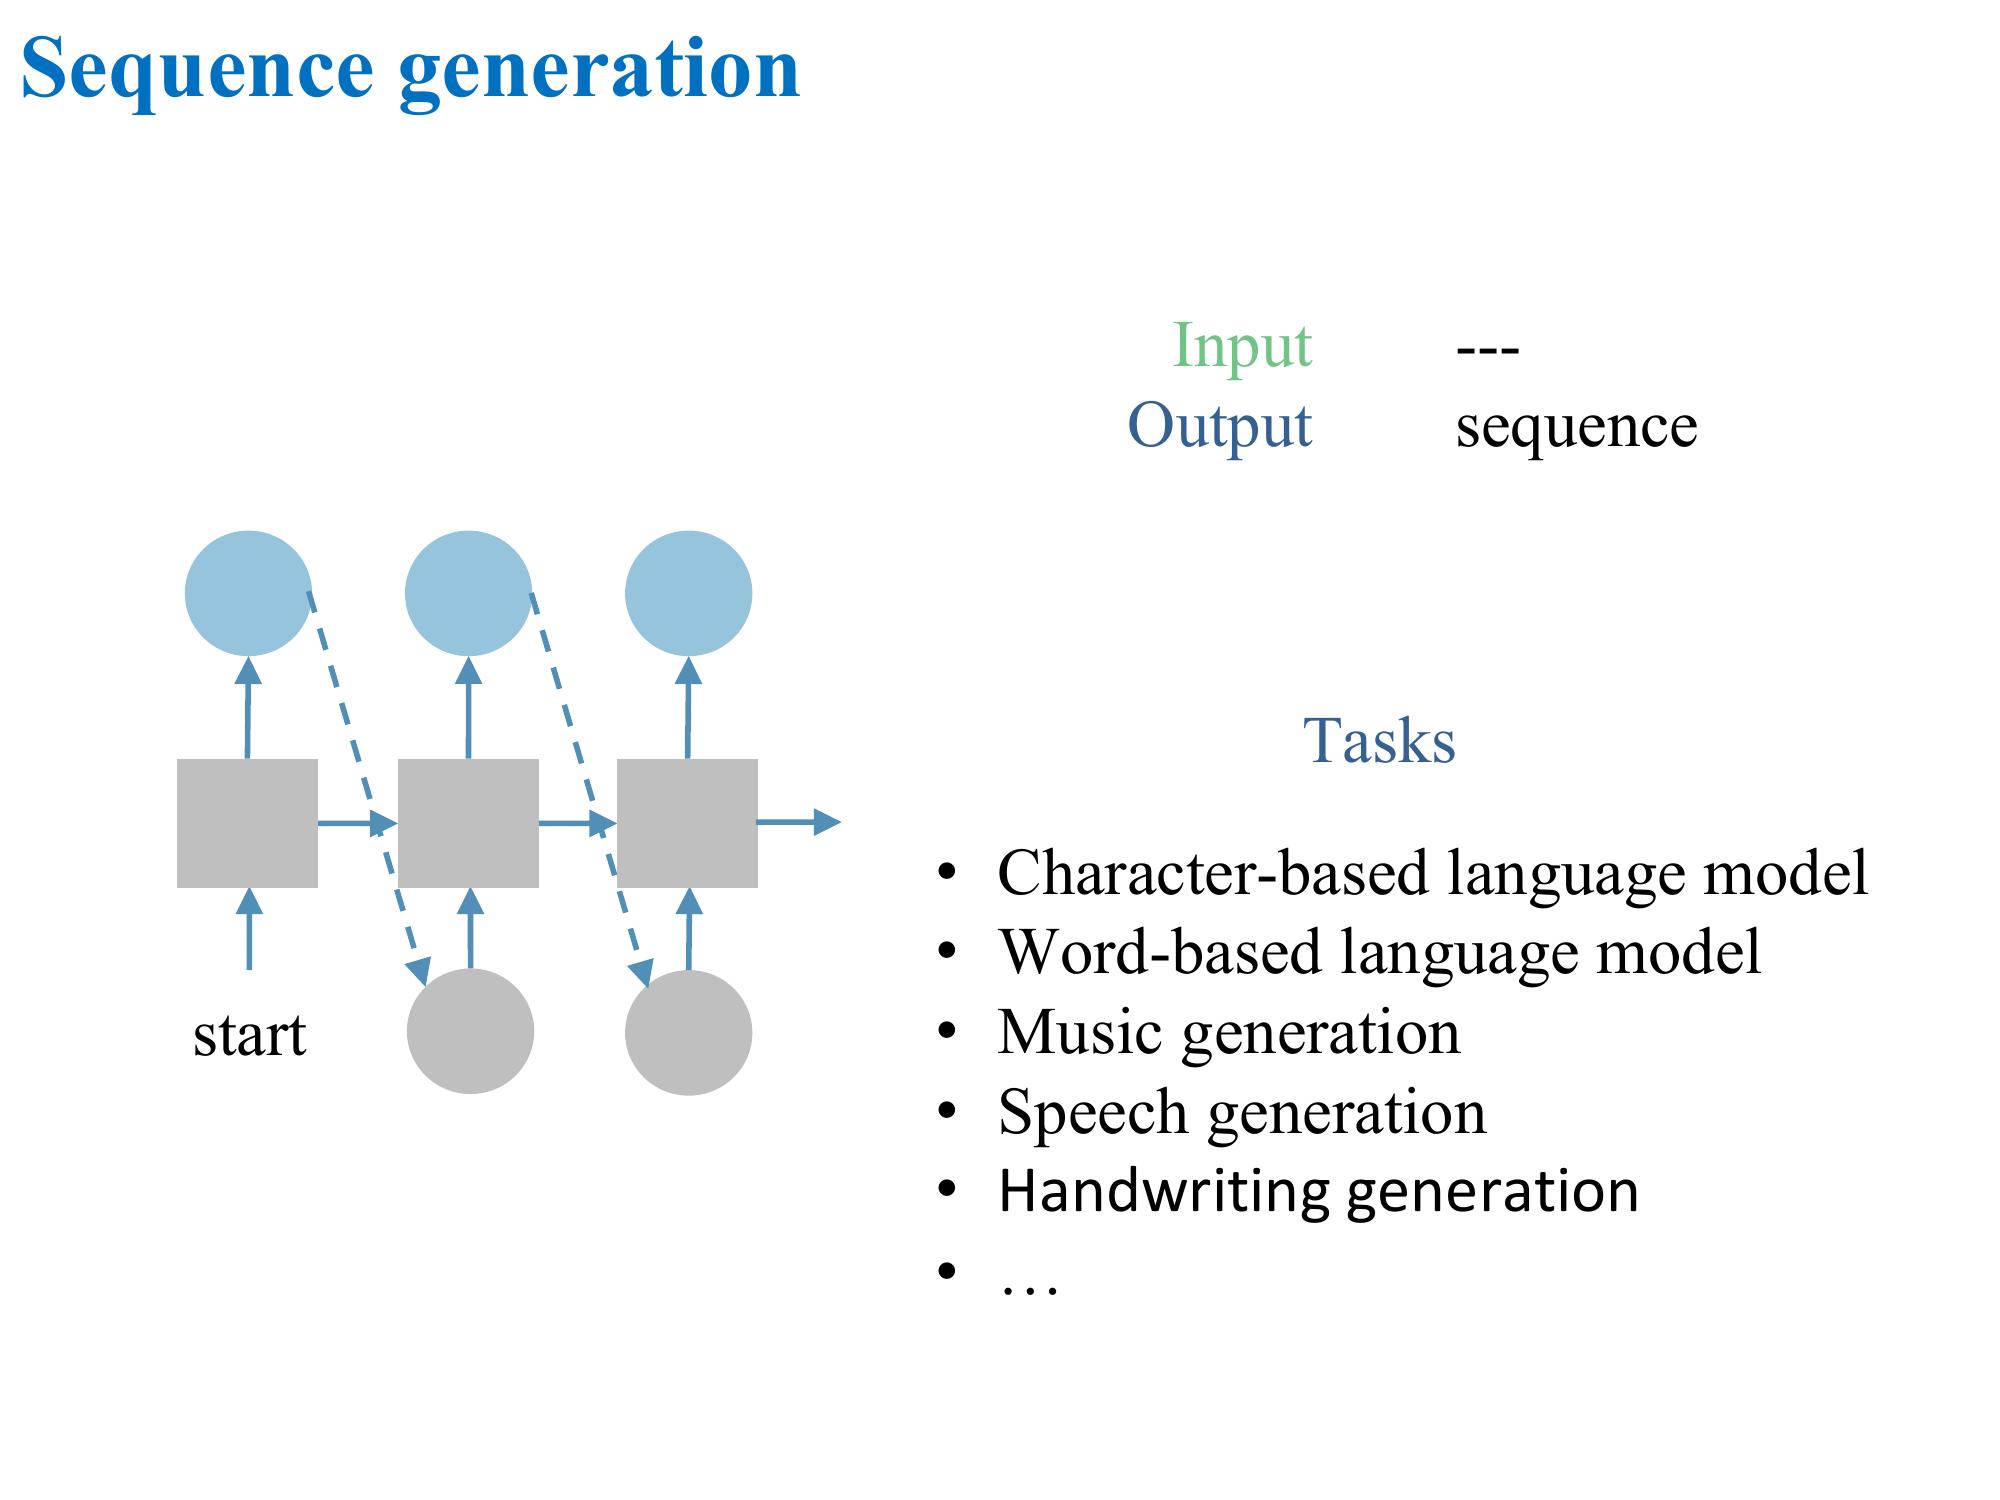 Sequence generation
Input ---
Output sequence
start
Tasks
• Character-based language model
• Word-based language model
• Music generation
• Speech generation
• Handwriting generation
• …